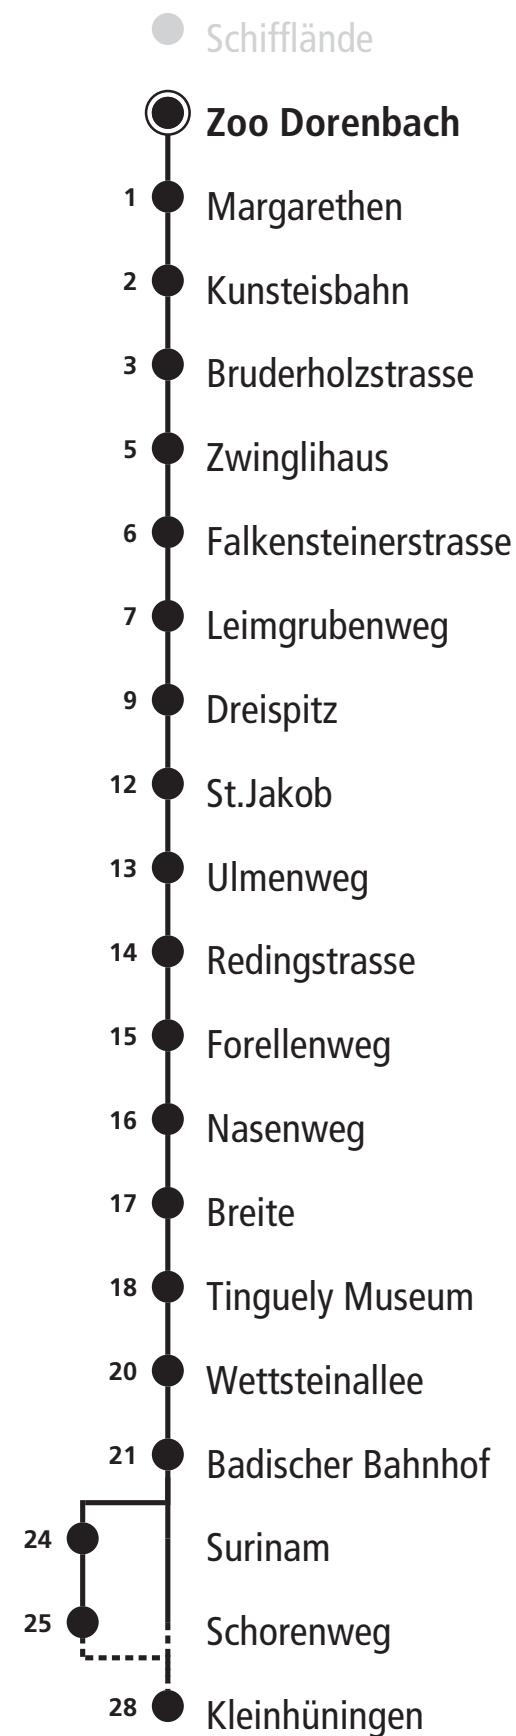 Schifflände
Zoo Dorenbach
1 Margarethen
2 Kunsteisbahn
3 Bruderholzstrasse
5 Zwinglihaus
6 Falkensteinerstrasse
7 Leimgrubenweg
9 Dreispitz
12 St.Jakob
13 Ulmenweg
14 Redingstrasse
15 Forellenweg
16 Nasenweg
17 Breite
18 Tinguely Museum
20 Wettsteinallee
21 Badischer Bahnhof
24 Surinam
25 Schorenweg
28 Kleinhüningen